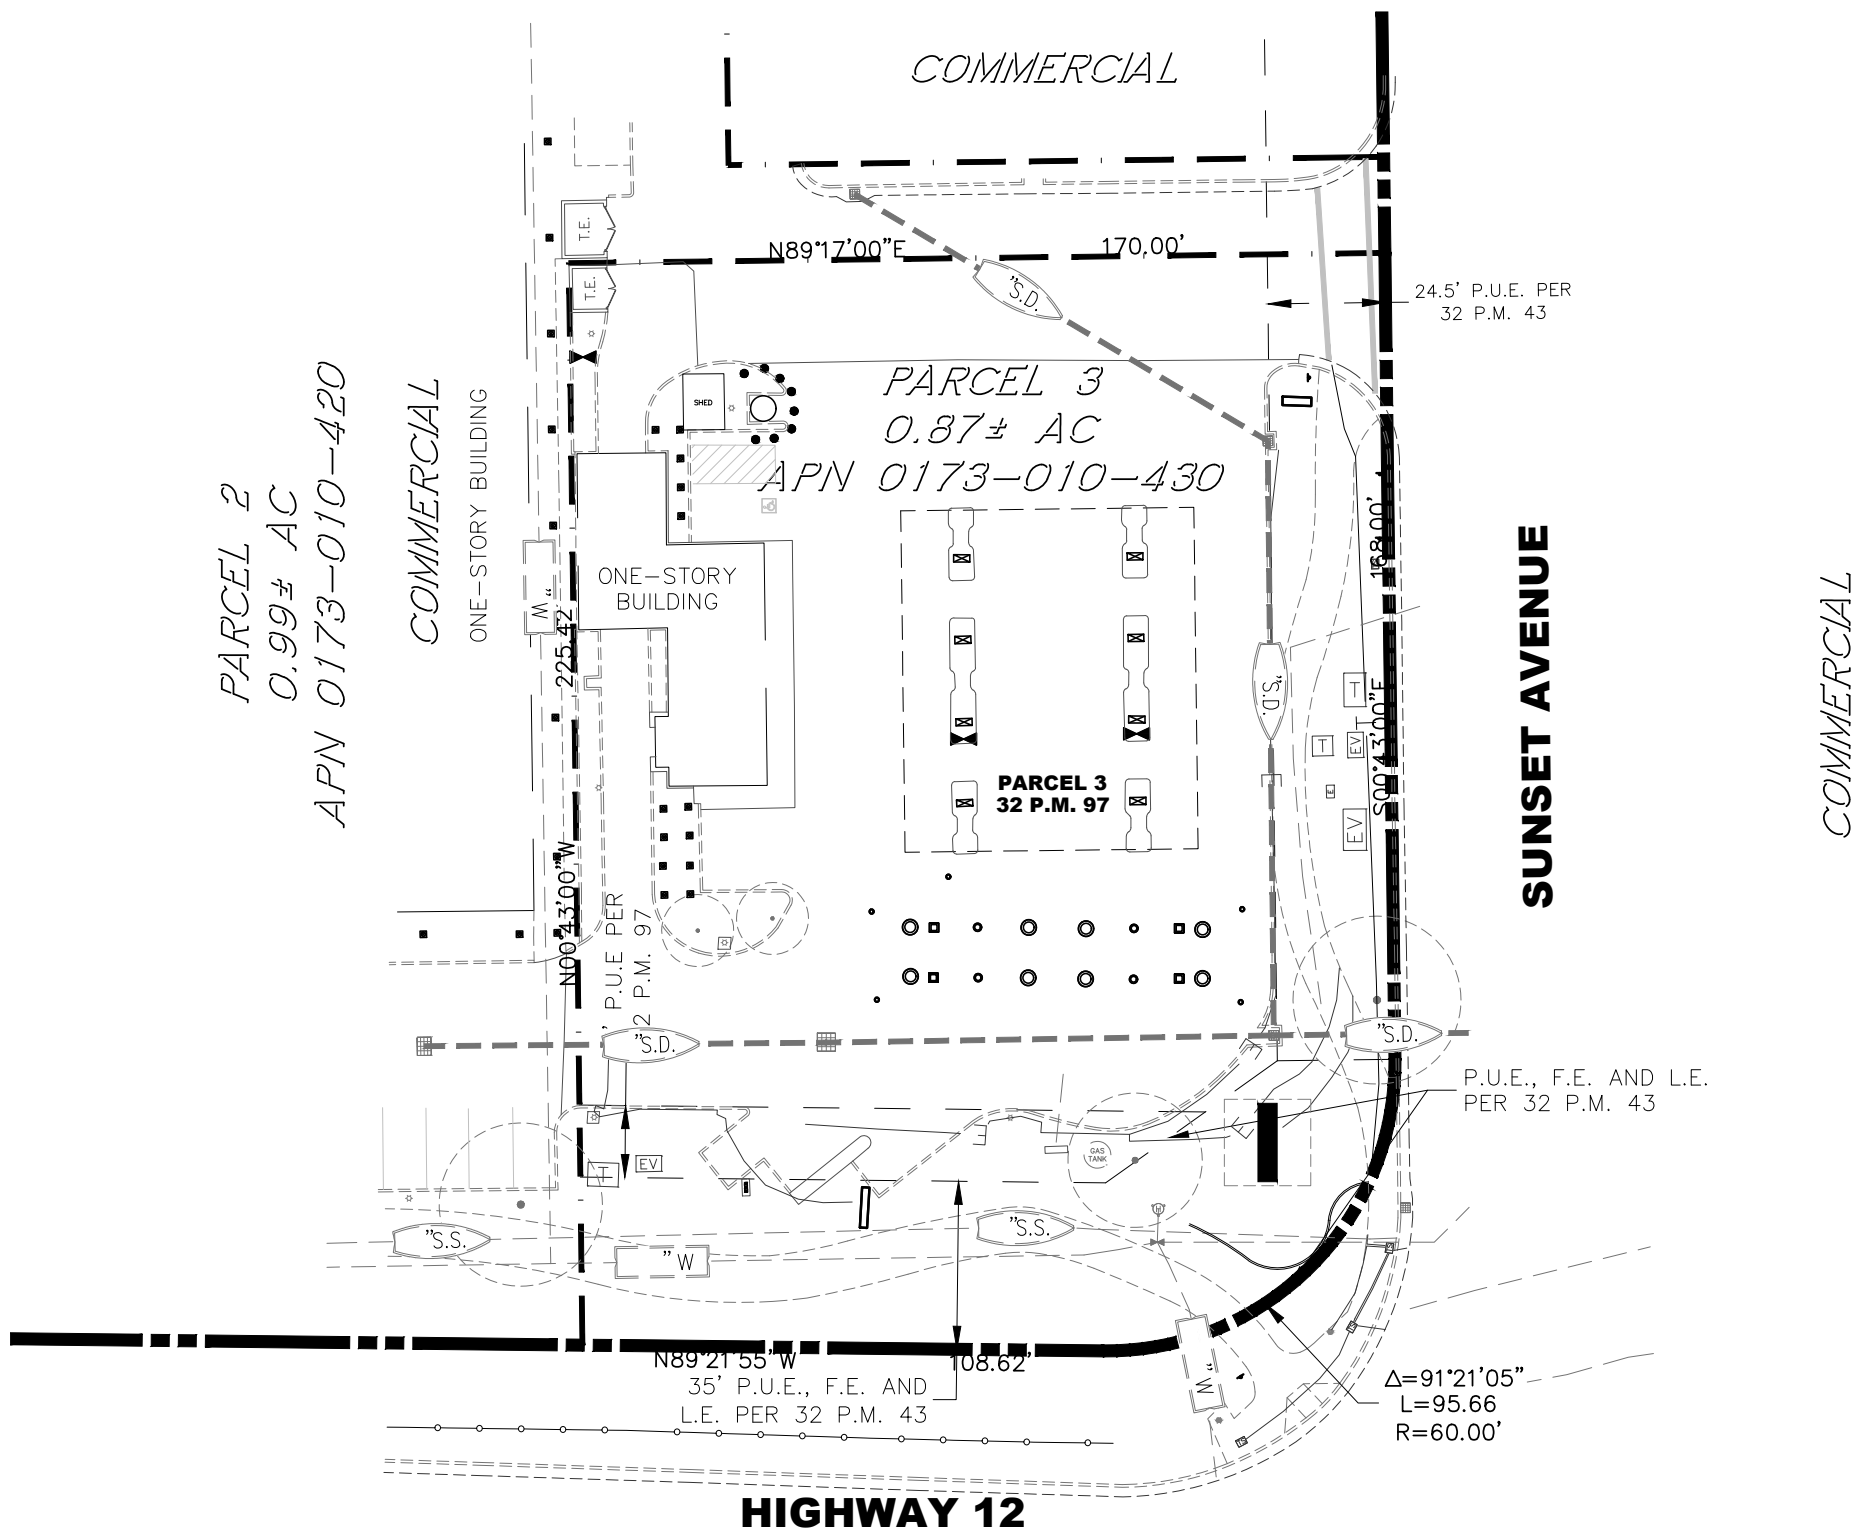 COMMERCIAL
T.E.
N89°17'00"E
170.00'
T.E.
"S.D.
24.5' P.U.E. PER
32 P.M. 43
PARCEL 2
0.99± AC
APN 0173-010-420
COMMERCIAL
ONE-STORY BUILDING
SHED
PARCEL 3
0.87± AC
APN 0173-010-430
168.00'
S00°43'00"E
SUNSET AVENUE
COMMERCIAL
ONE-STORY
BUILDING
"W
225.42'
N00°43'00"W
"S.D.
T
T
EV
E
EV
PARCEL 3
32 P.M. 97
' P.U.E PER
2 P.M. 97
"S.D.
"S.D.
P.U.E., F.E. AND L.E.
PER 32 P.M. 43
T
EV
GAS
TANK
"S.S.
"S.S.
"W
"W
N89°21'55"W
108.62'
35' P.U.E., F.E. AND
L.E. PER 32 P.M. 43
Δ=91°21'05"
L=95.66
R=60.00'
HIGHWAY 12